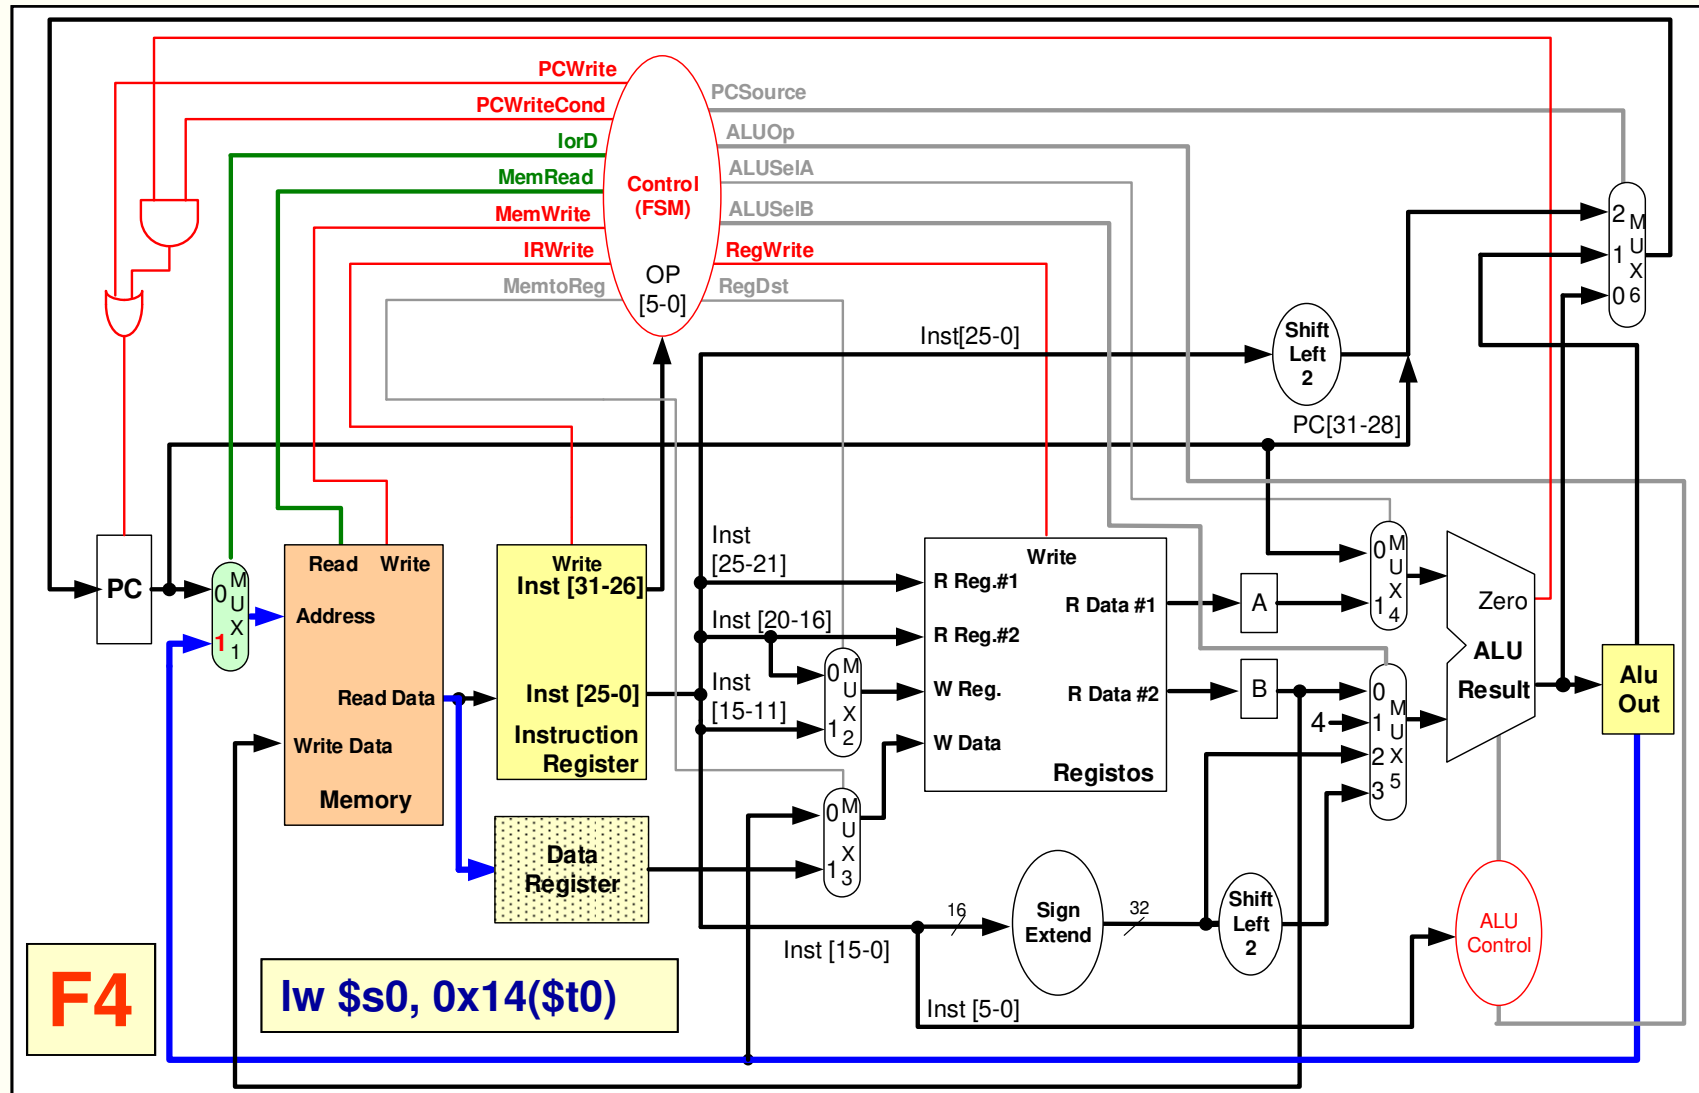 PCWrite
PCWriteCond
IorD
MemRead
MemWrite
IRWrite
MemtoReg
Control
(FSM)
OP
[5-0]
PCSource
ALUOp
ALUSelA
ALUSelB
RegWrite
RegDst
2
1
0
M
U
X
6
Inst[25-0]
Shift
Left
2
PC[31-28]
PC
0
1
M
U
X
1
Read
Write
Address
Read Data
Write Data
Memory
Write
Inst [31-26]
Inst [25-0]
Instruction
Register
Data
Register
Inst
[25-21]
Inst [20-16]
Inst
[15-11]
0
1
M
U
X
2
0
1
M
U
X
3
Write
R Reg.#1
R Reg.#2
W Reg.
W Data
R Data #1
R Data #2
Registos
A
B
4
0
1
M
U
X
4
0
1
2
3
M
U
X
5
Zero
ALU
Result
Alu
Out
Inst [15-0]
16
Sign
Extend
32
Shift
Left
2
ALU
Control
Inst [5-0]
F4
lw $s0, 0x14($t0)